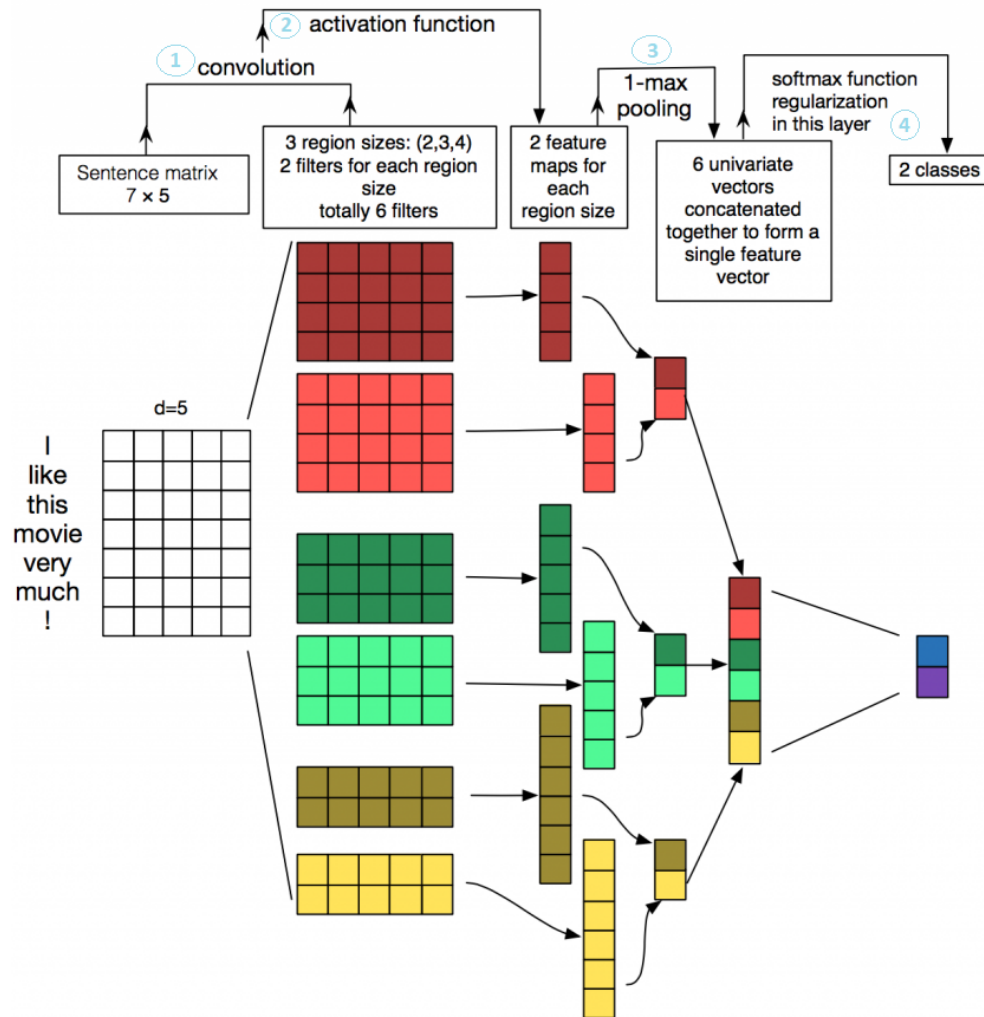 1
convolution
2
activation function
3
1-max
pooling
softmax function
regularization
in this layer
4
Sentence matrix
7 × 5
3 region sizes: (2,3,4)
2 filters for each region
size
totally 6 filters
2 feature
maps for
each
region size
6 univariate
vectors
concatenated
together to form a
single feature
vector
2 classes
d=5
I
like
this
movie
very
much
!